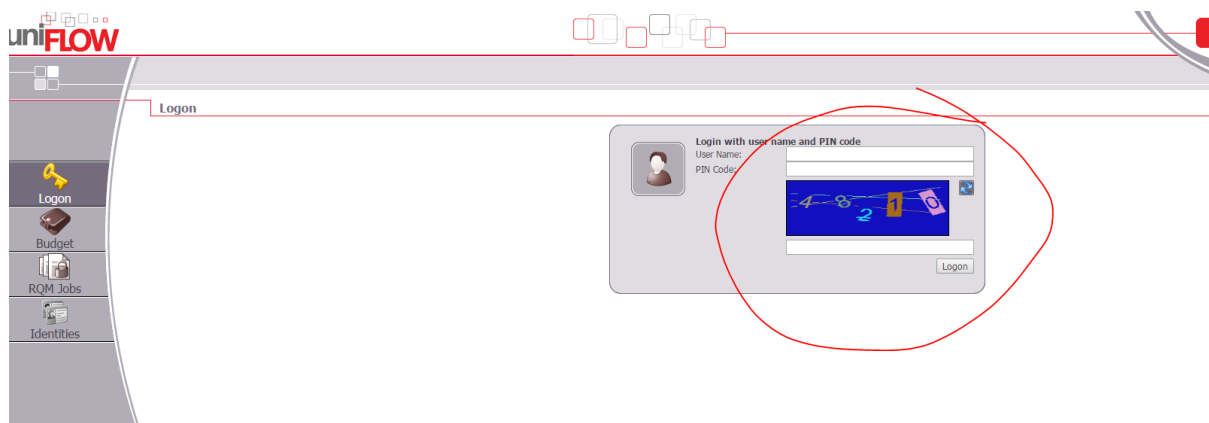 uniFLOW
Logon
Login with user name and PIN code
User Name:
PIN Code:
4 8 2 1 0
Logon
Logon
Budget
RQM Jobs
Identities